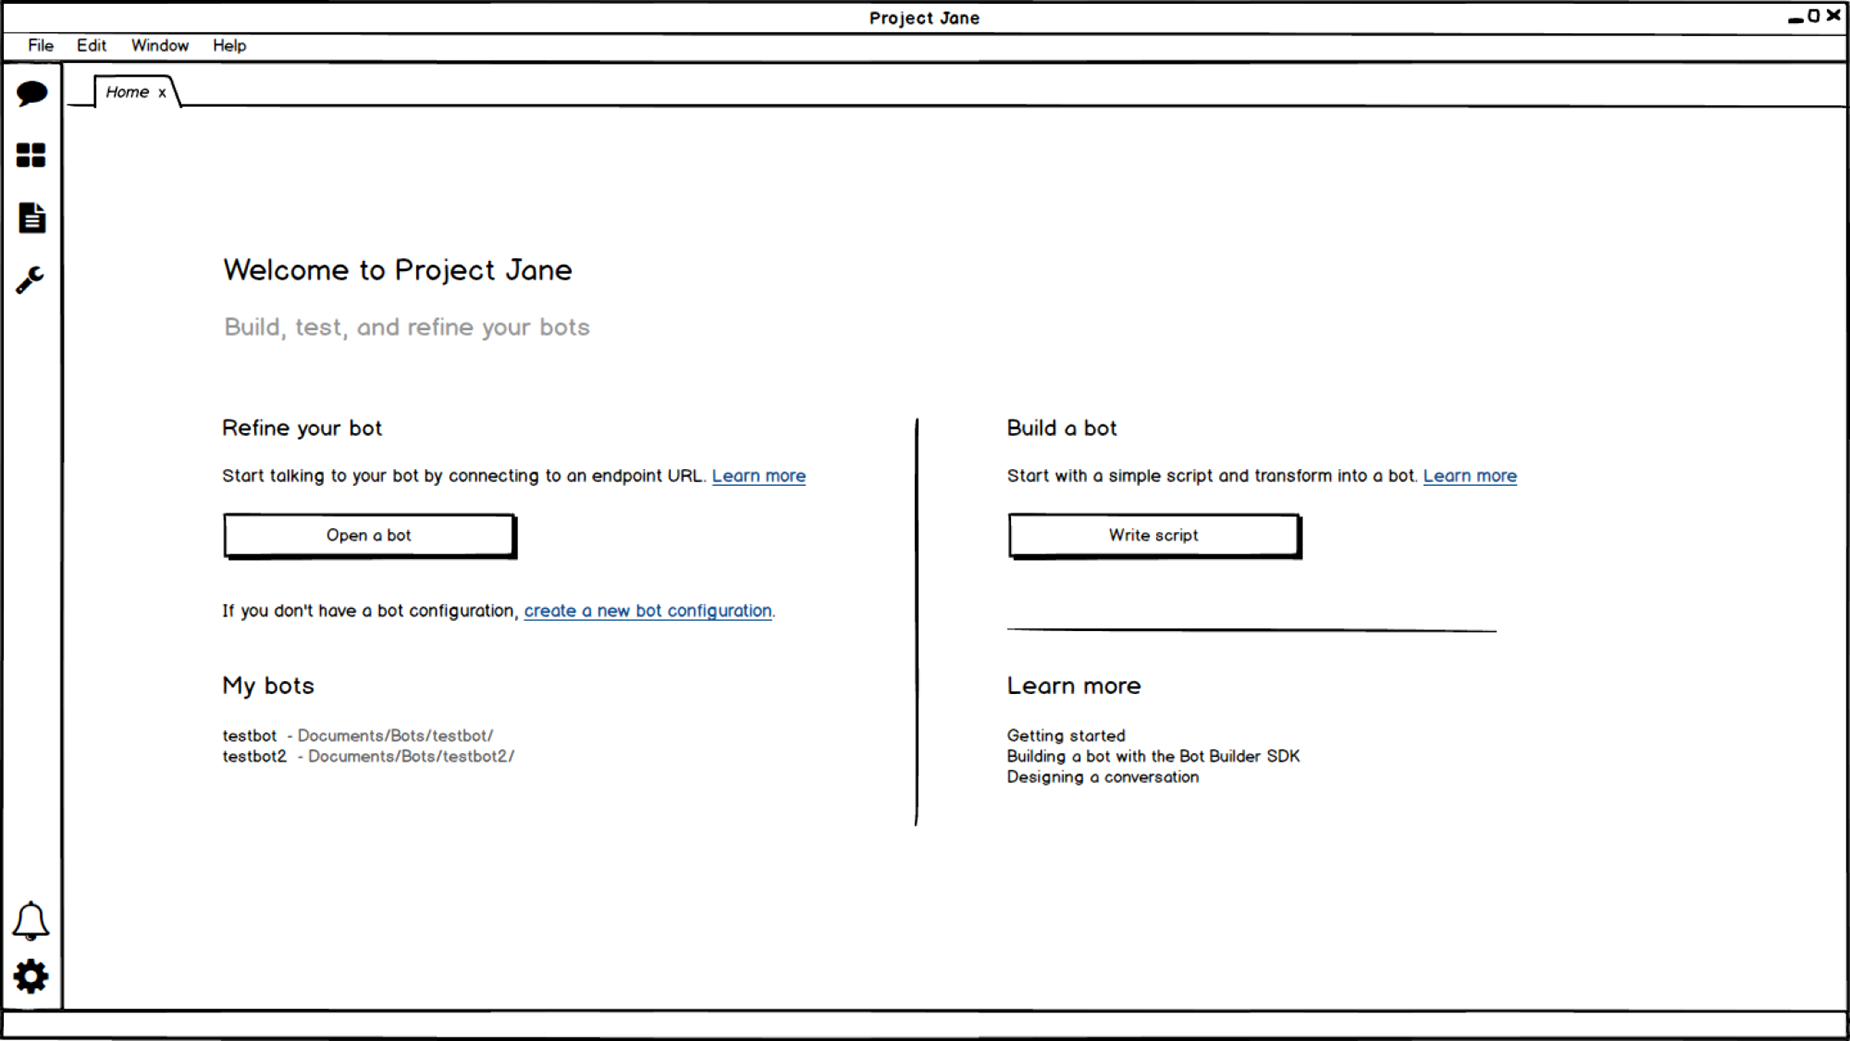 Project Jane
File Edit Window Help
Home x
Welcome to Project Jane
Build, test, and refine your bots
Refine your bot
Start talking to your bot by connecting to an endpoint URL. Learn more
Open a bot
If you don't have a bot configuration, create a new bot configuration.
My bots
testbot - Documents/Bots/testbot/
testbot2 - Documents/Bots/testbot2/
Build a bot
Start with a simple script and transform into a bot. Learn more
Write script
Learn more
Getting started
Building a bot with the Bot Builder SDK
Designing a conversation